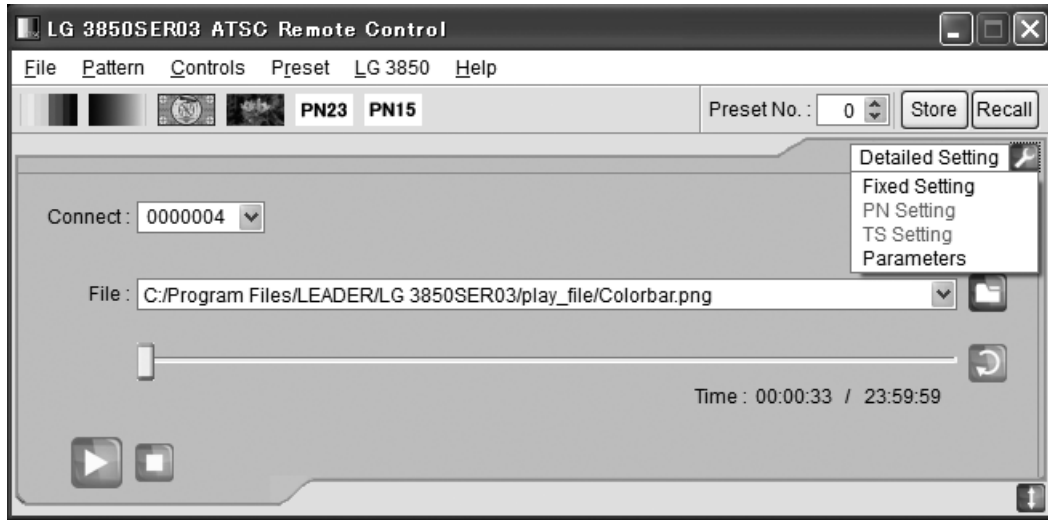 LG 3850SER03 ATSC Remote Control
File Pattern Controls Preset LG 3850 Help
PN23 PN15 Preset No. : 0 Store Recall
Detailed Setting
Fixed Setting
PN Setting
TS Setting
Parameters
Connect : 0000004
File : C:/Program Files/LEADER/LG 3850SER03/play_file/Colorbar.png
Time : 00:00:33 / 23:59:59